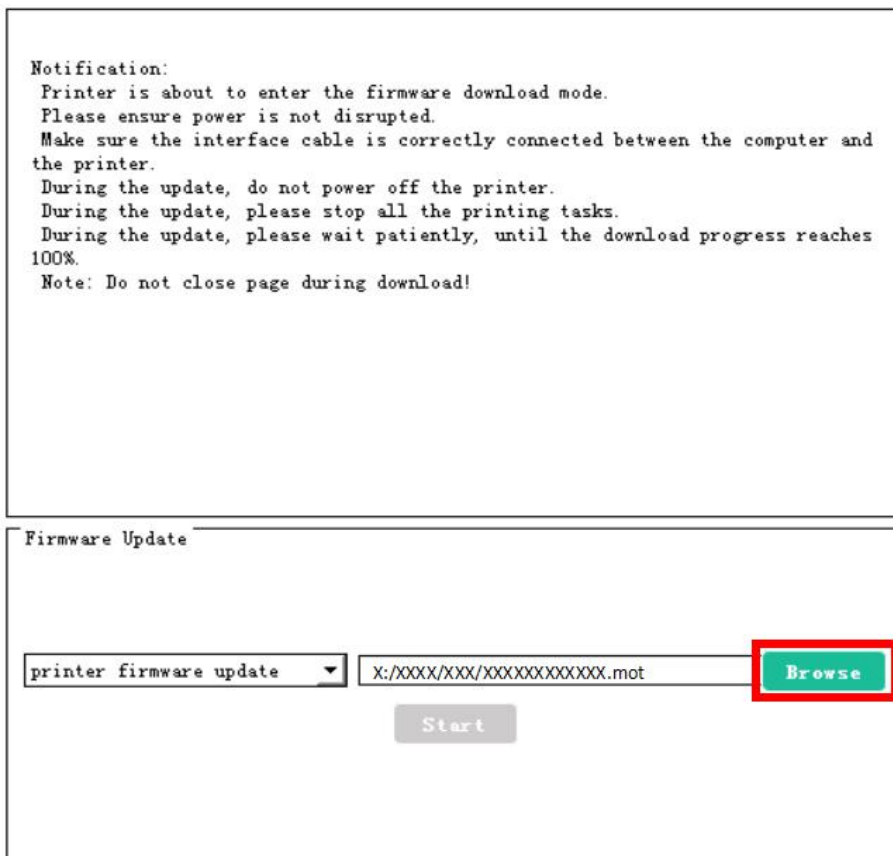 Notification:
Printer is about to enter the firmware download mode.
Please ensure power is not disrupted.
Make sure the interface cable is correctly connected between the computer and
the printer.
During the update, do not power off the printer.
During the update, please stop all the printing tasks.
During the update, please wait patiently, until the download progress reaches
100%.
Note: Do not close page during download!
Firmware Update
printer firmware update X:/XXXX/XXX/XXXXXXXXXXXX.mot Browse
Start